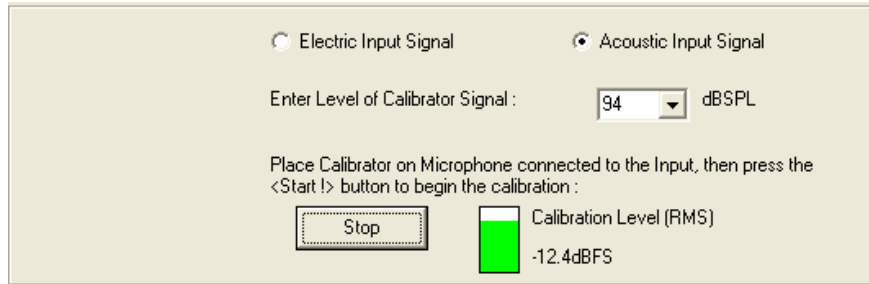 Electric Input Signal Acoustic Input Signal
Enter Level of Calibrator Signal : 94 dBSPL
Place Calibrator on Microphone connected to the Input, then press the
<Start !> button to begin the calibration :
Stop Calibration Level (RMS)
-12.4dBFS